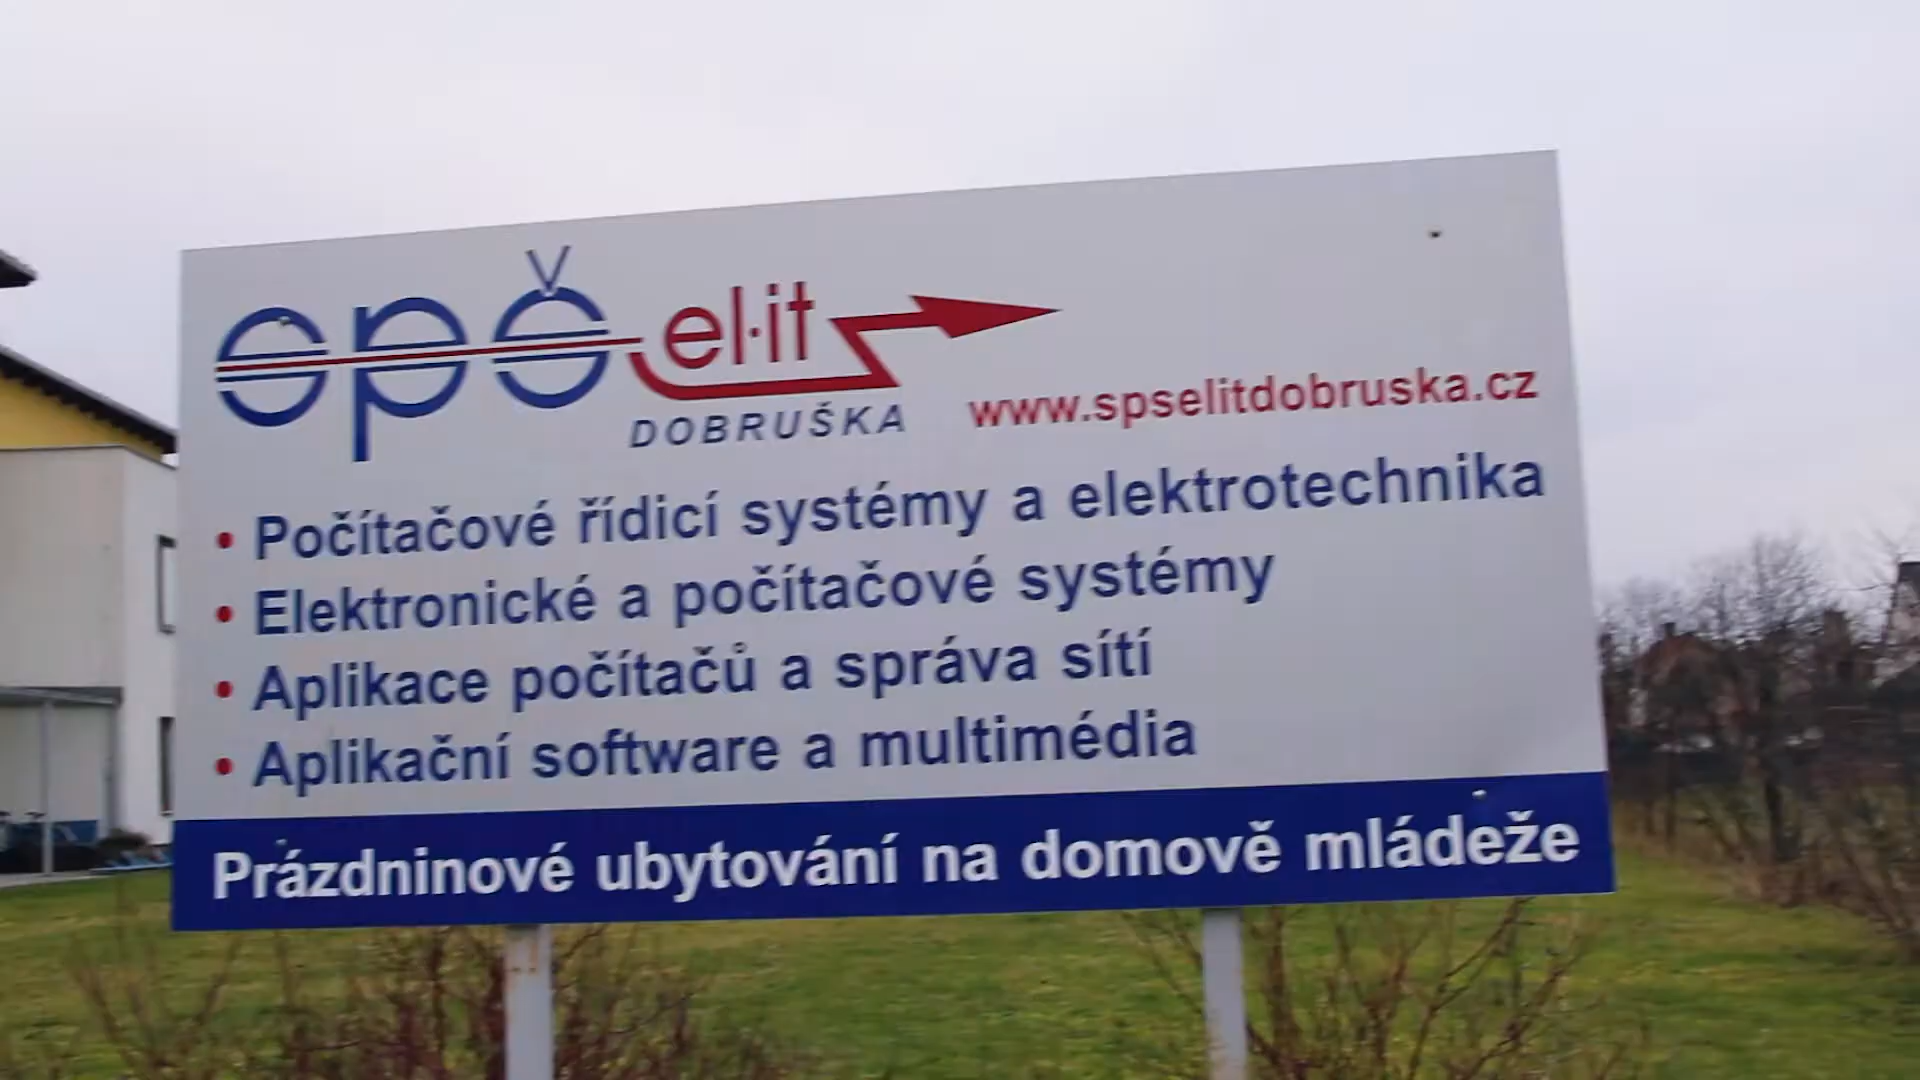 spš el·it
DOBRUŠKA
www.spselitdobruska.cz
• Počítačové řídicí systémy a elektrotechnika
• Elektronické a počítačové systémy
• Aplikace počítačů a správa sítí
• Aplikační software a multimédia
Prázdninové ubytování na domově mládeže